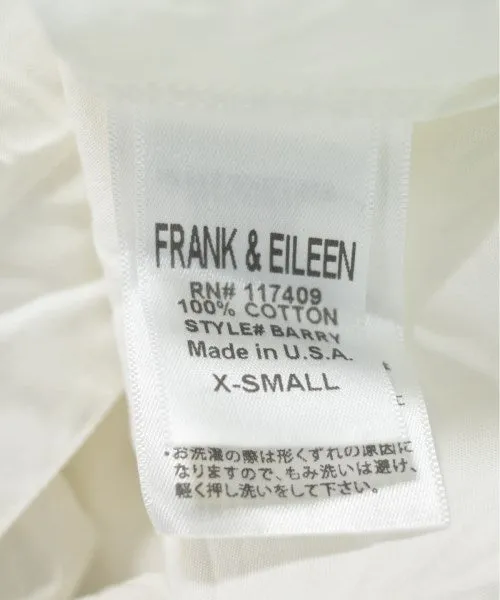 FRANK & EILEEN
RN# 117409
100% COTTON
STYLE# BARRY
Made in U.S.A.
X-SMALL
・お洗濯の際は形くずれの原因に
なりますので、もみ洗いは避け、
軽く押し洗いをして下さい。